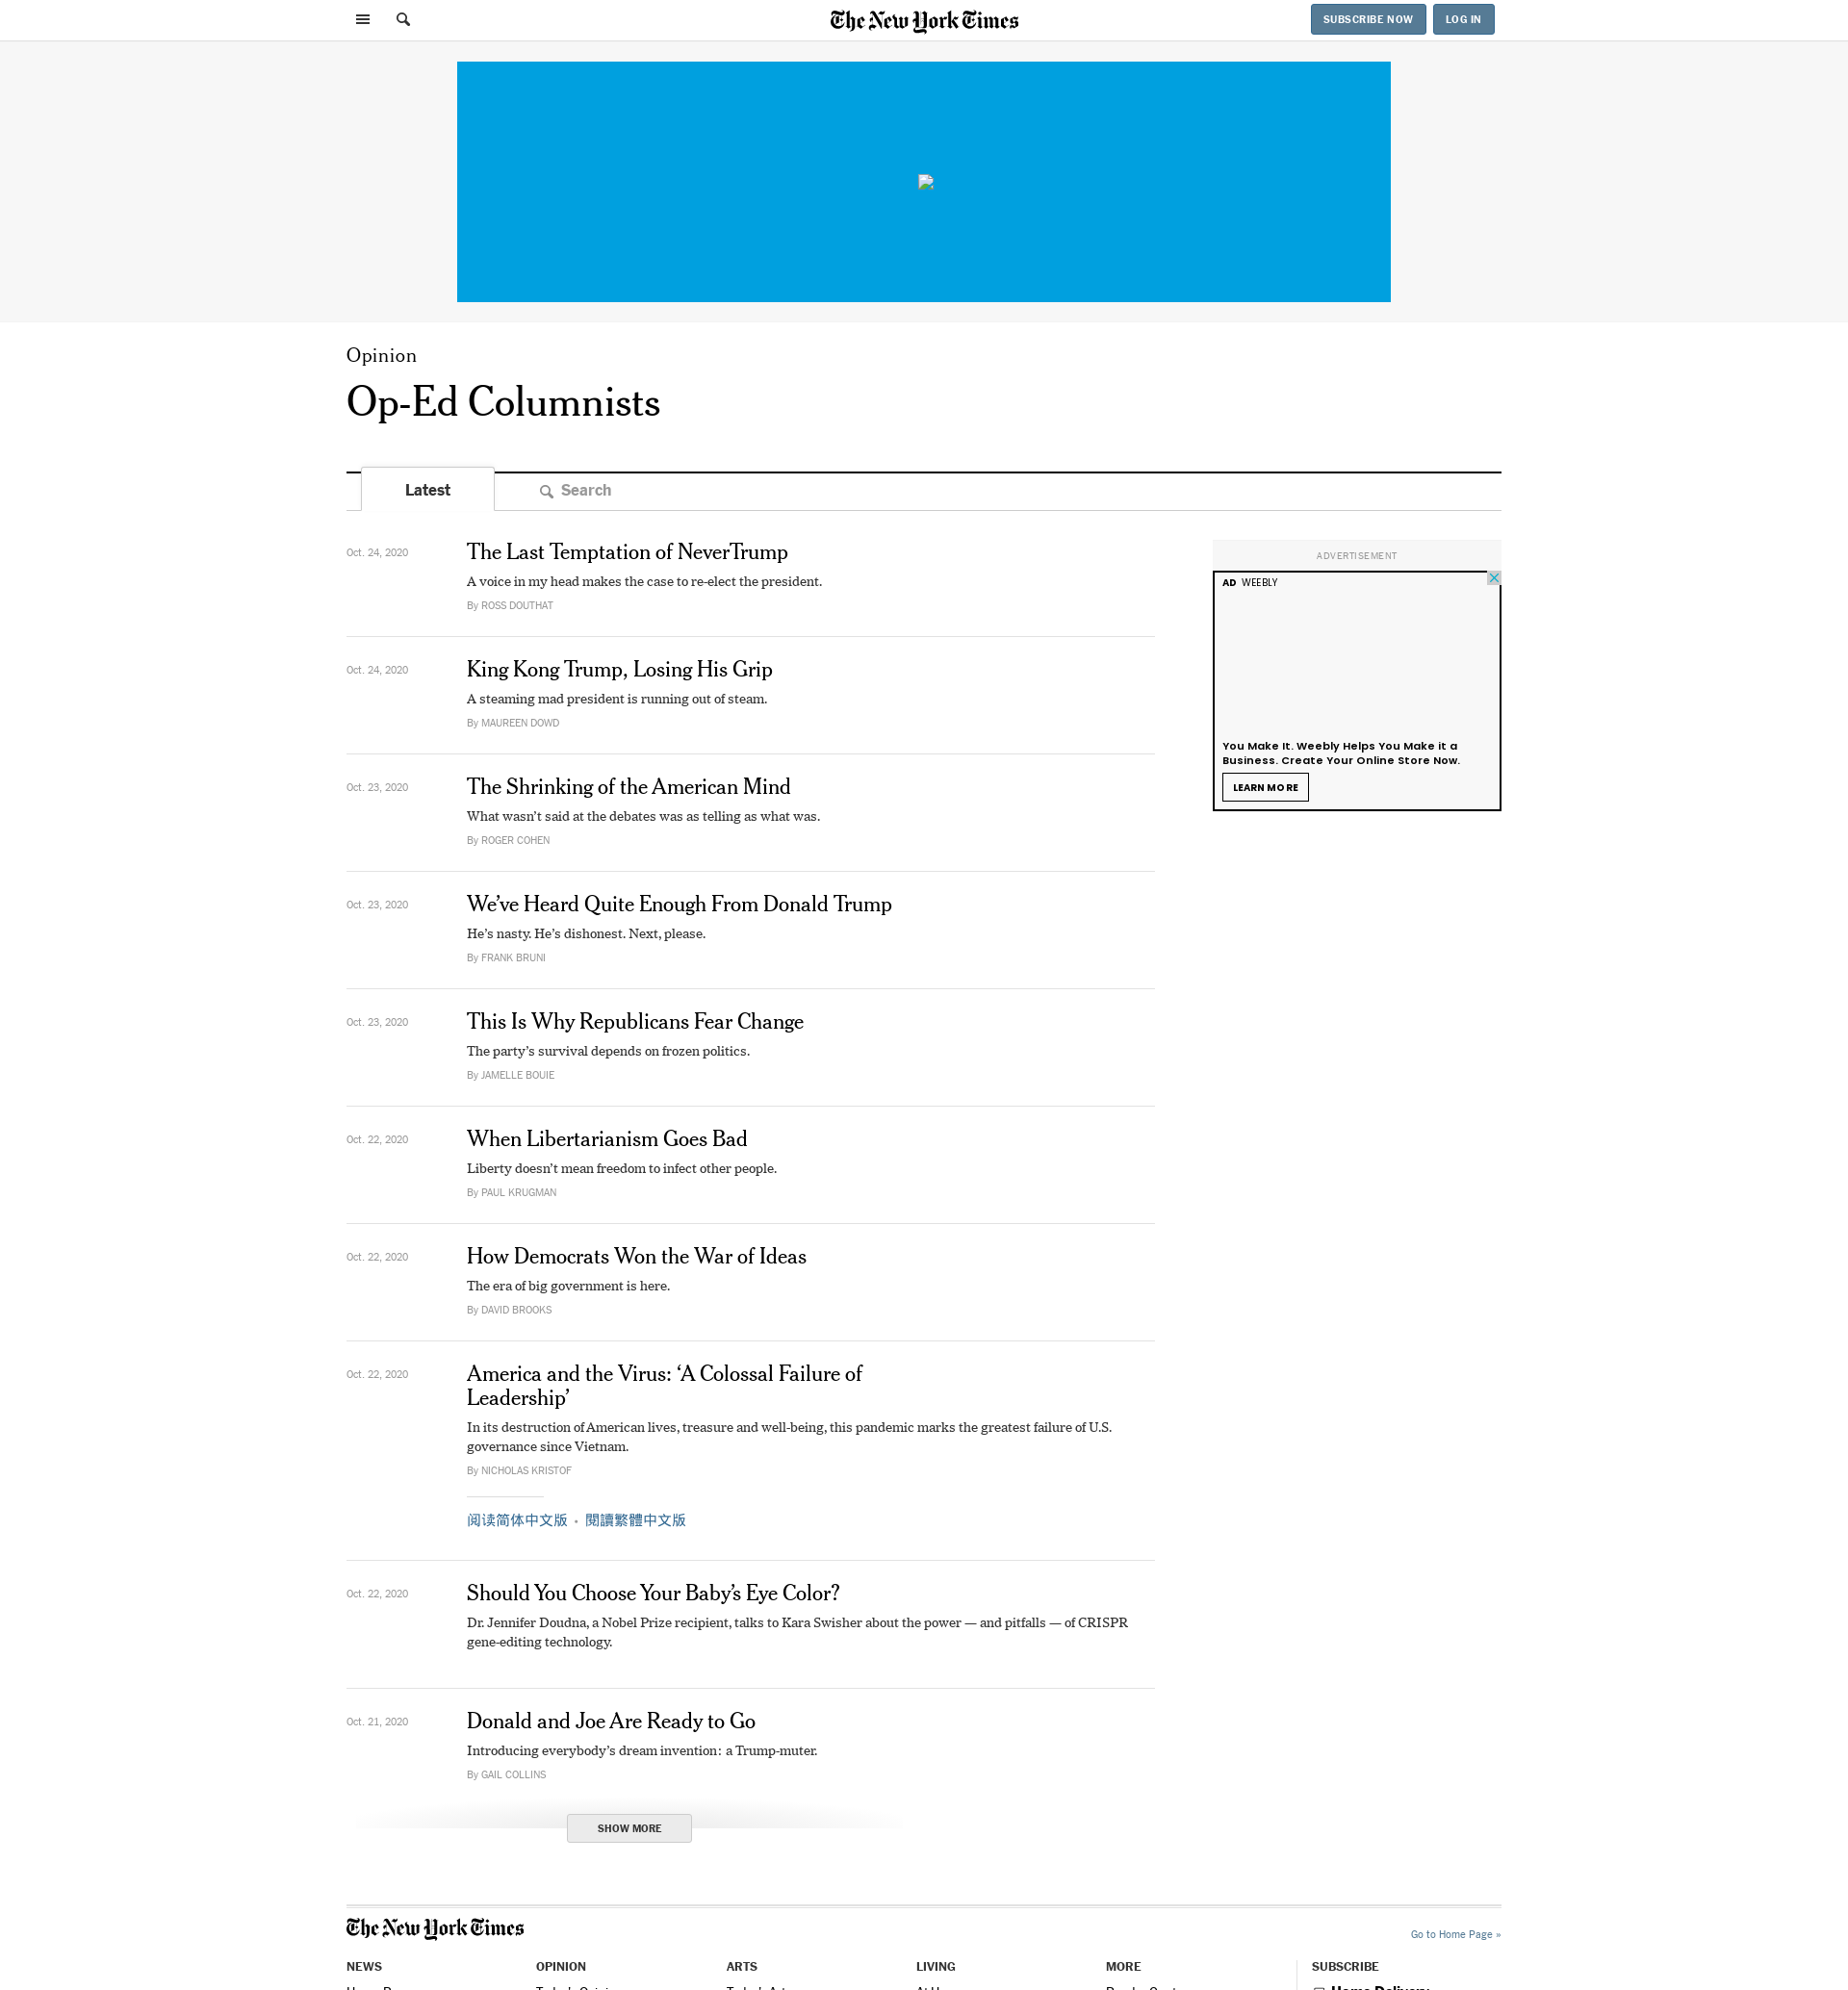 The New York Times
SUBSCRIBE NOW
LOG IN
Opinion
Op-Ed Columnists
Latest
Search
Oct. 24, 2020
The Last Temptation of NeverTrump
A voice in my head makes the case to re-elect the president.
By ROSS DOUTHAT
Oct. 24, 2020
King Kong Trump, Losing His Grip
A steaming mad president is running out of steam.
By MAUREEN DOWD
Oct. 23, 2020
The Shrinking of the American Mind
What wasn’t said at the debates was as telling as what was.
By ROGER COHEN
Oct. 23, 2020
We’ve Heard Quite Enough From Donald Trump
He’s nasty. He’s dishonest. Next, please.
By FRANK BRUNI
Oct. 23, 2020
This Is Why Republicans Fear Change
The party’s survival depends on frozen politics.
By JAMELLE BOUIE
Oct. 22, 2020
When Libertarianism Goes Bad
Liberty doesn’t mean freedom to infect other people.
By PAUL KRUGMAN
Oct. 22, 2020
How Democrats Won the War of Ideas
The era of big government is here.
By DAVID BROOKS
Oct. 22, 2020
America and the Virus: ‘A Colossal Failure of
Leadership’
In its destruction of American lives, treasure and well-being, this pandemic marks the greatest failure of U.S.
governance since Vietnam.
By NICHOLAS KRISTOF
阅读简体中文版 • 閱讀繁體中文版
Oct. 22, 2020
Should You Choose Your Baby’s Eye Color?
Dr. Jennifer Doudna, a Nobel Prize recipient, talks to Kara Swisher about the power — and pitfalls — of CRISPR
gene-editing technology.
Oct. 21, 2020
Donald and Joe Are Ready to Go
Introducing everybody’s dream invention: a Trump-muter.
By GAIL COLLINS
SHOW MORE
ADVERTISEMENT
AD WEEBLY
You Make It. Weebly Helps You Make it a
Business. Create Your Online Store Now.
LEARN MORE
The New York Times
Go to Home Page »
NEWS
OPINION
ARTS
LIVING
MORE
SUBSCRIBE
Home Delivery